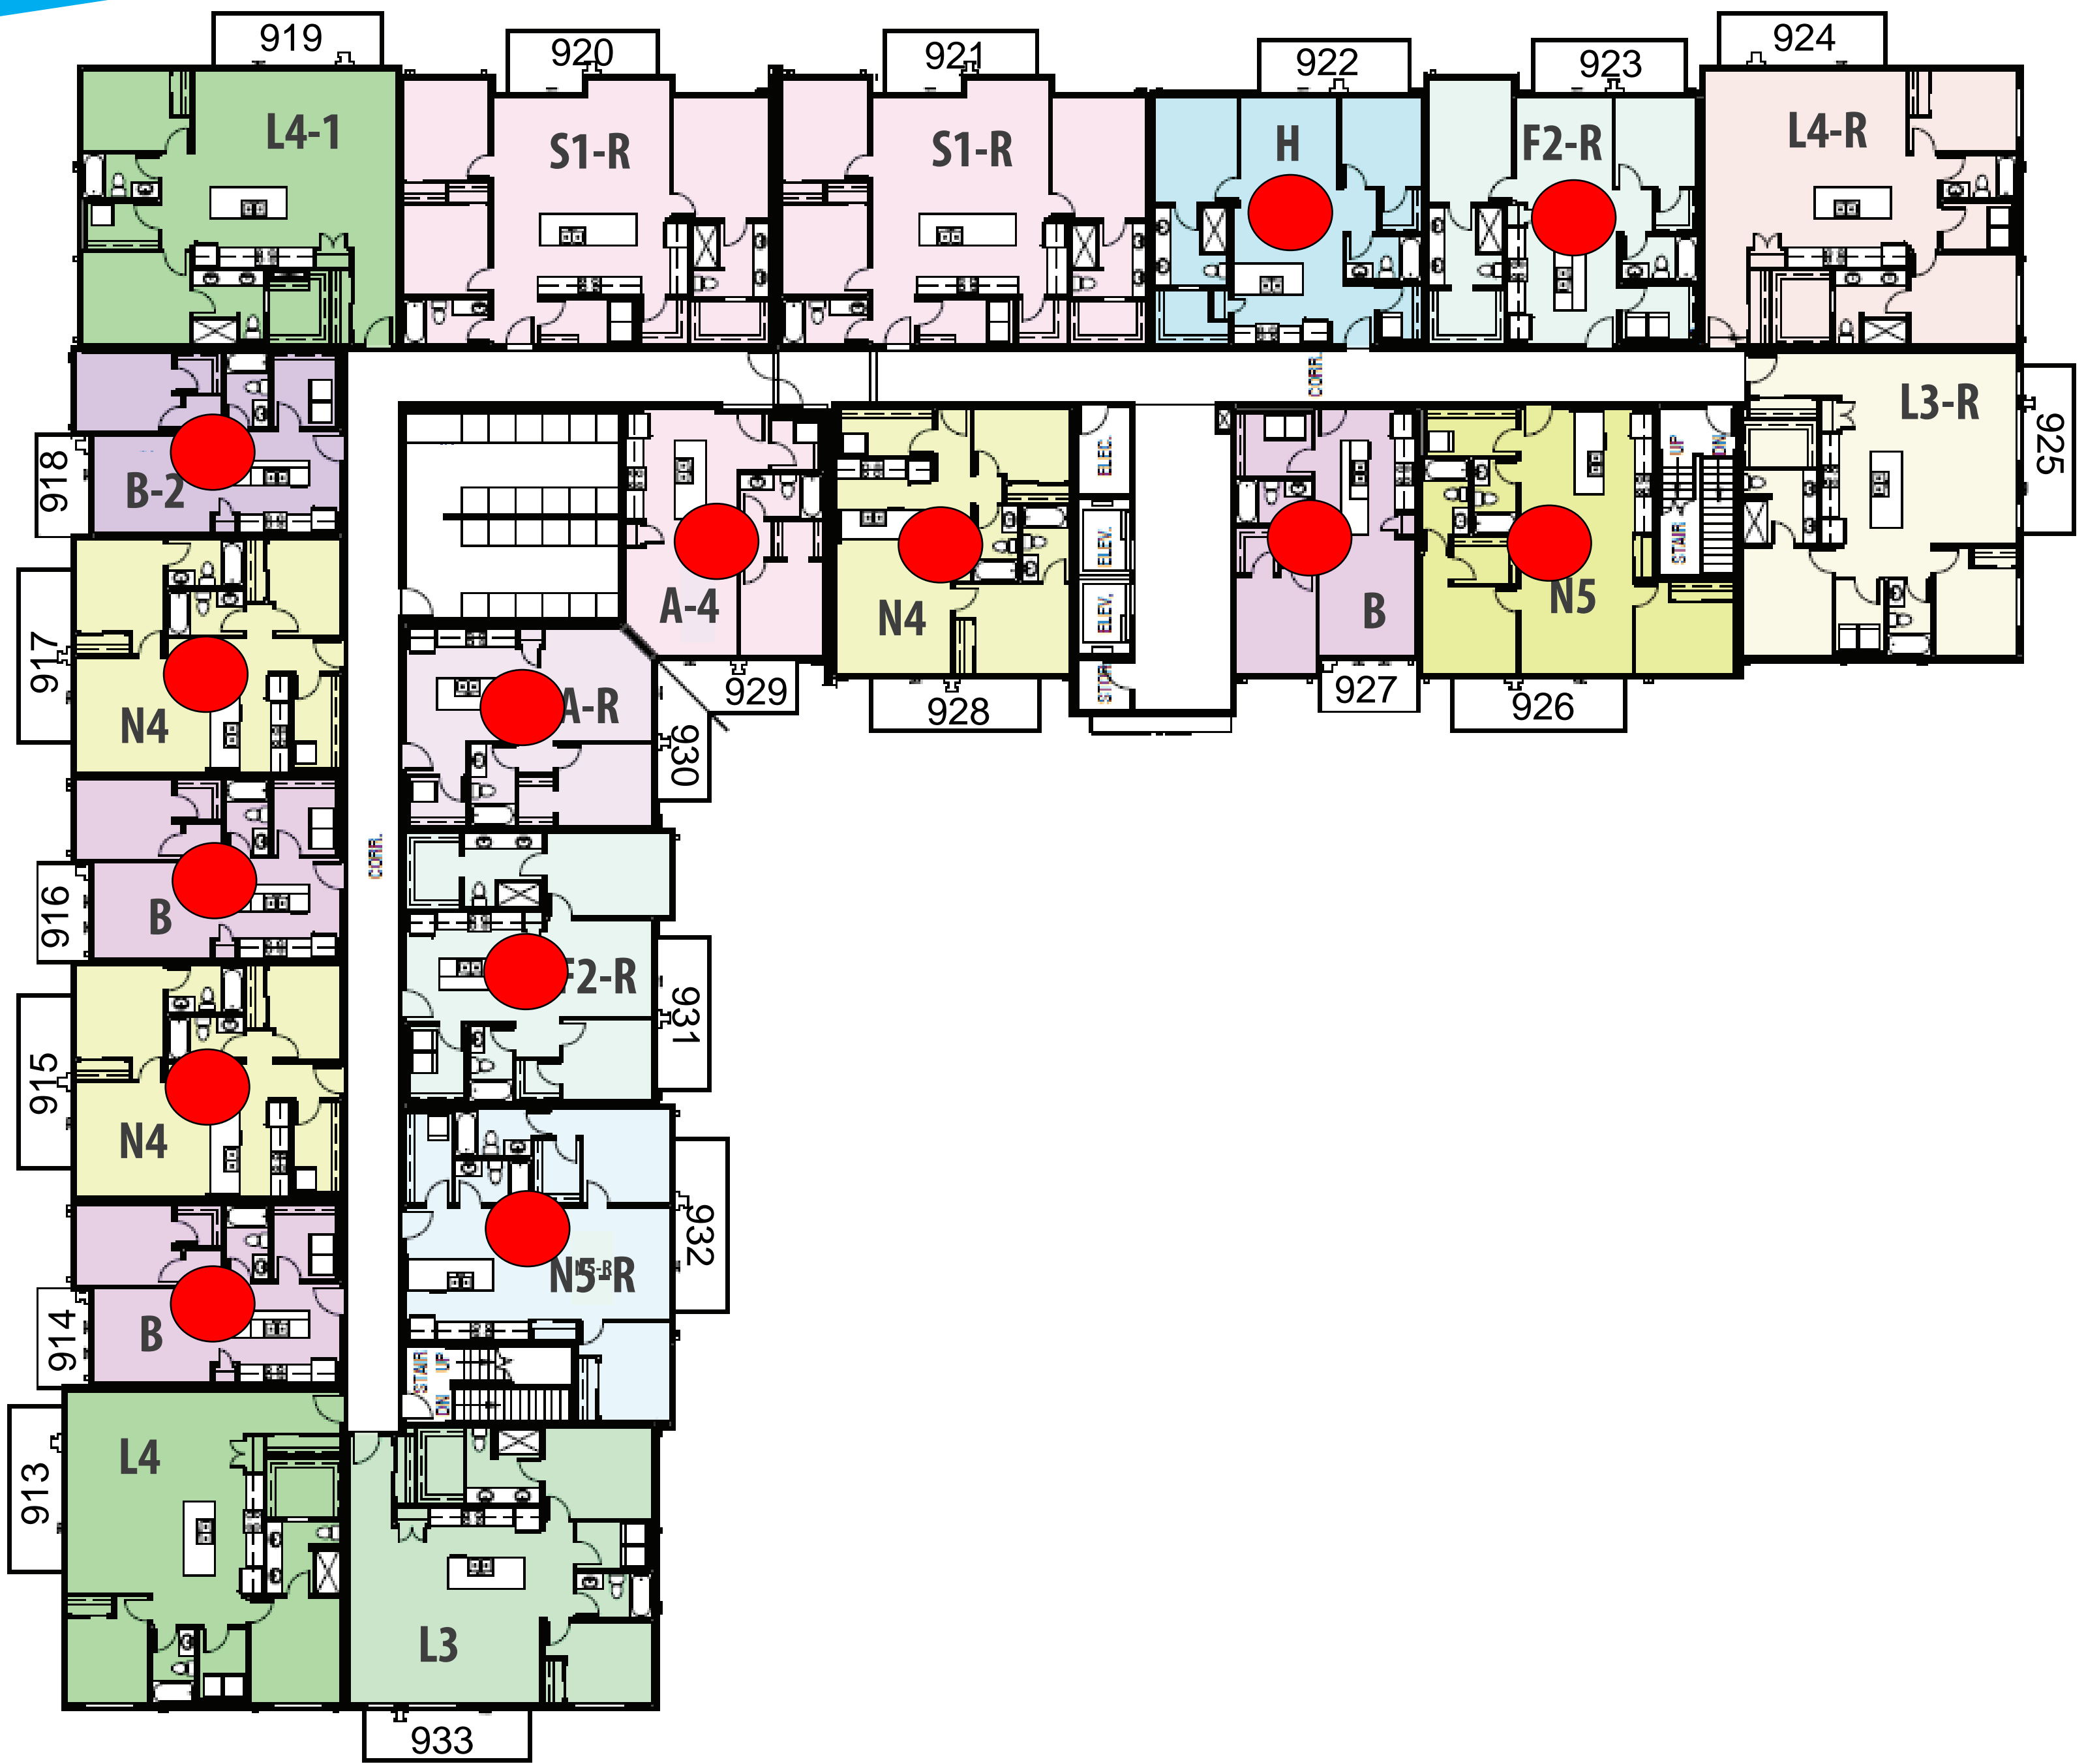 919
920
921
922
923
924
L4-1
S1-R
S1-R
H
F2-R
L4-R
CORR.
L3-R
925
918
B-2
ELEC.
UP
DN
STAIR
ELEV.
A-4
N4
ELEV.
B
N5
917
N4
A-R
929
928
STOR
927
926
930
CORR.
916
B
F2-R
931
915
N4
932
N5-R
N5-R
914
B
STAIR
UP
DN
L4
913
L3
933